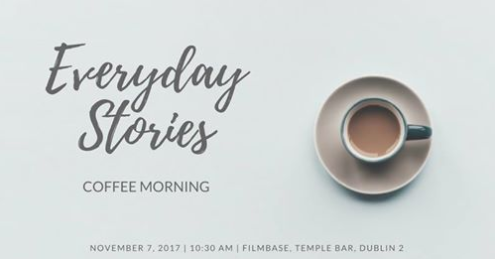 Everyday
Stories
COFFEE MORNING
NOVEMBER 7, 2017 | 10:30 AM | FILMBASE, TEMPLE BAR, DUBLIN 2